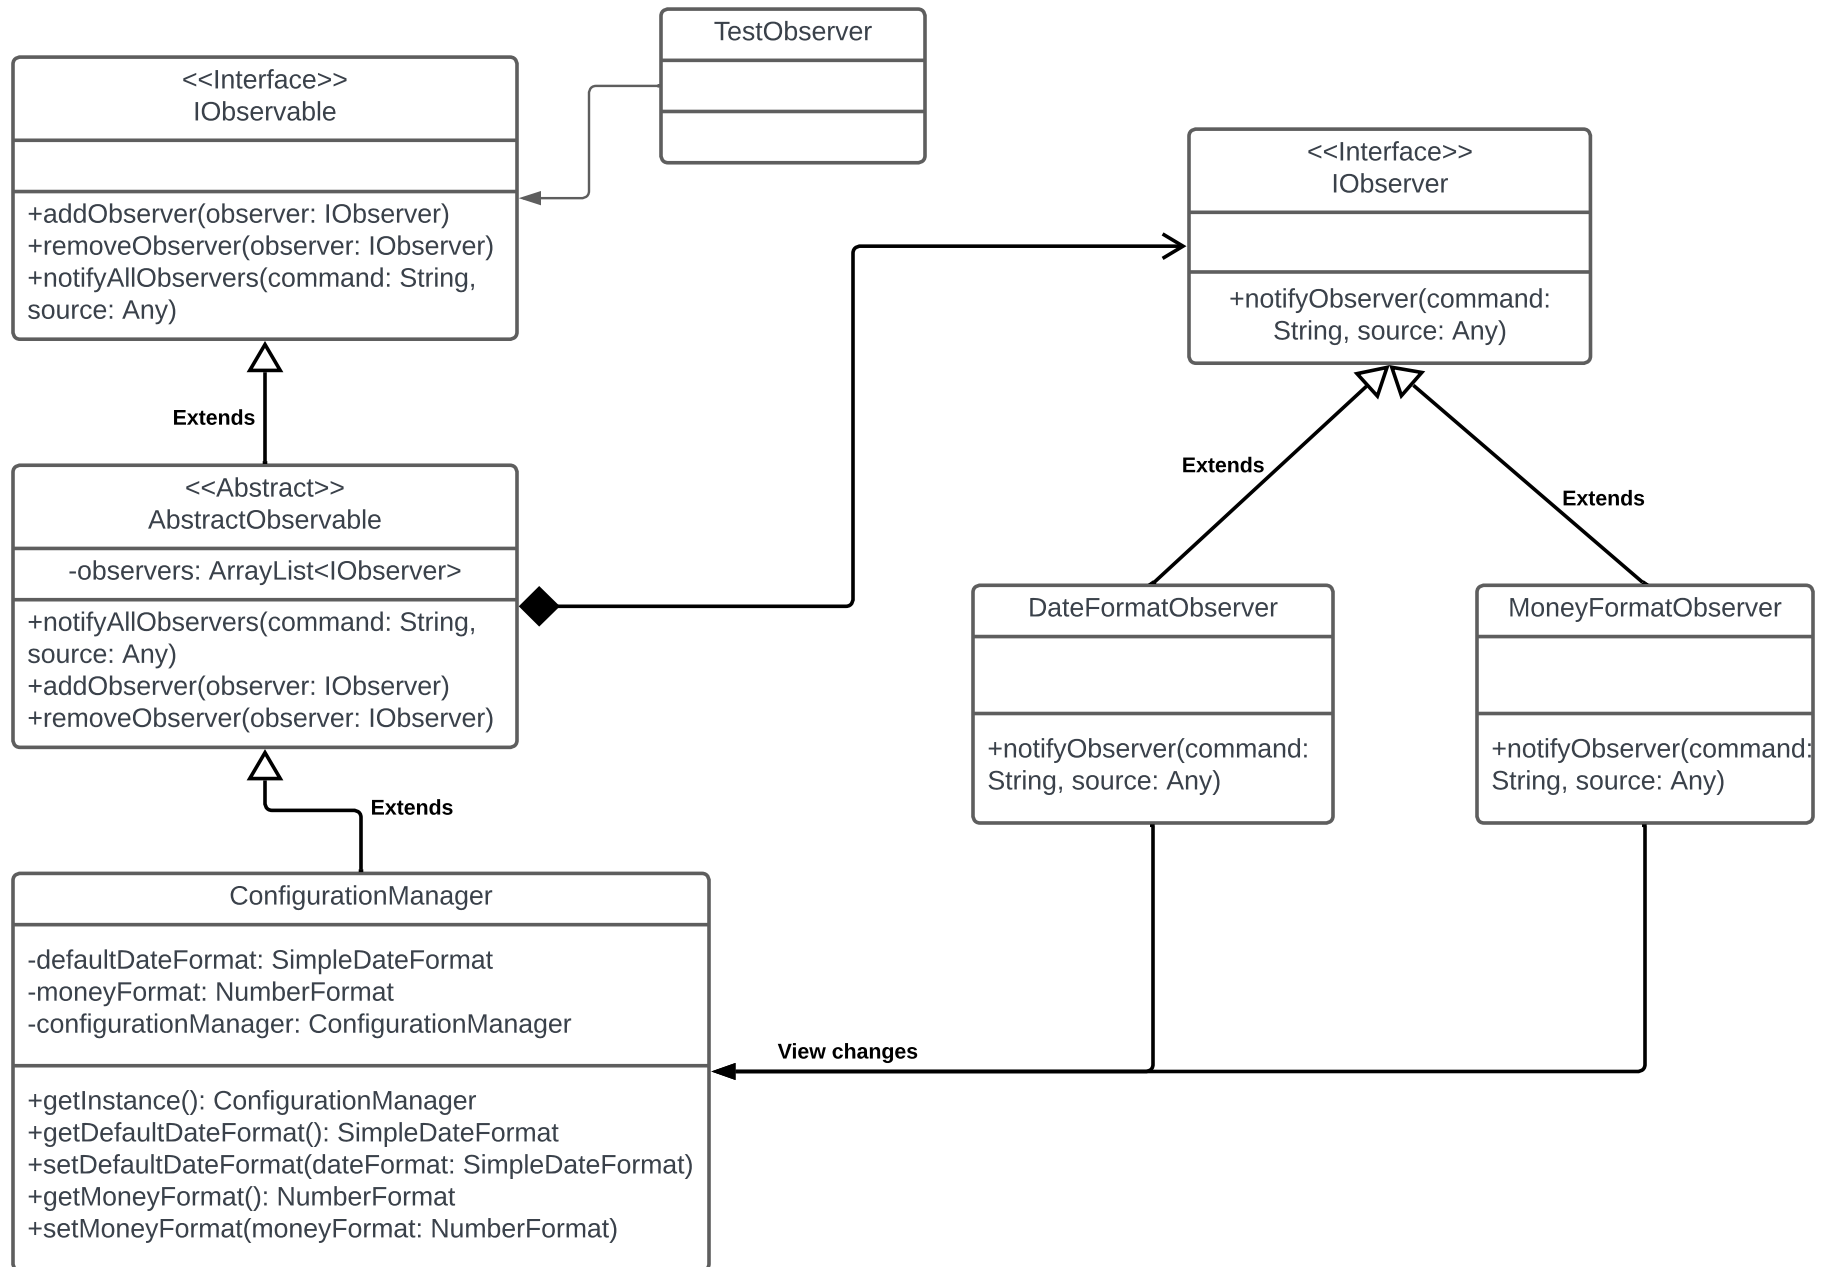 TestObserver
<<Interface>>
IObservable
+addObserver(observer: IObserver)
+removeObserver(observer: IObserver)
+notifyAllObservers(command: String,
source: Any)
<<Interface>>
IObserver
+notifyObserver(command:
String, source: Any)
Extends
Extends
Extends
<<Abstract>>
AbstractObservable
-observers: ArrayList<IObserver>
+notifyAllObservers(command: String,
source: Any)
+addObserver(observer: IObserver)
+removeObserver(observer: IObserver)
DateFormatObserver
+notifyObserver(command:
String, source: Any)
MoneyFormatObserver
+notifyObserver(command:
String, source: Any)
Extends
ConfigurationManager
-defaultDateFormat: SimpleDateFormat
-moneyFormat: NumberFormat
-configurationManager: ConfigurationManager
+getInstance(): ConfigurationManager
+getDefaultDateFormat(): SimpleDateFormat
+setDefaultDateFormat(dateFormat: SimpleDateFormat)
+getMoneyFormat(): NumberFormat
+setMoneyFormat(moneyFormat: NumberFormat)
View changes